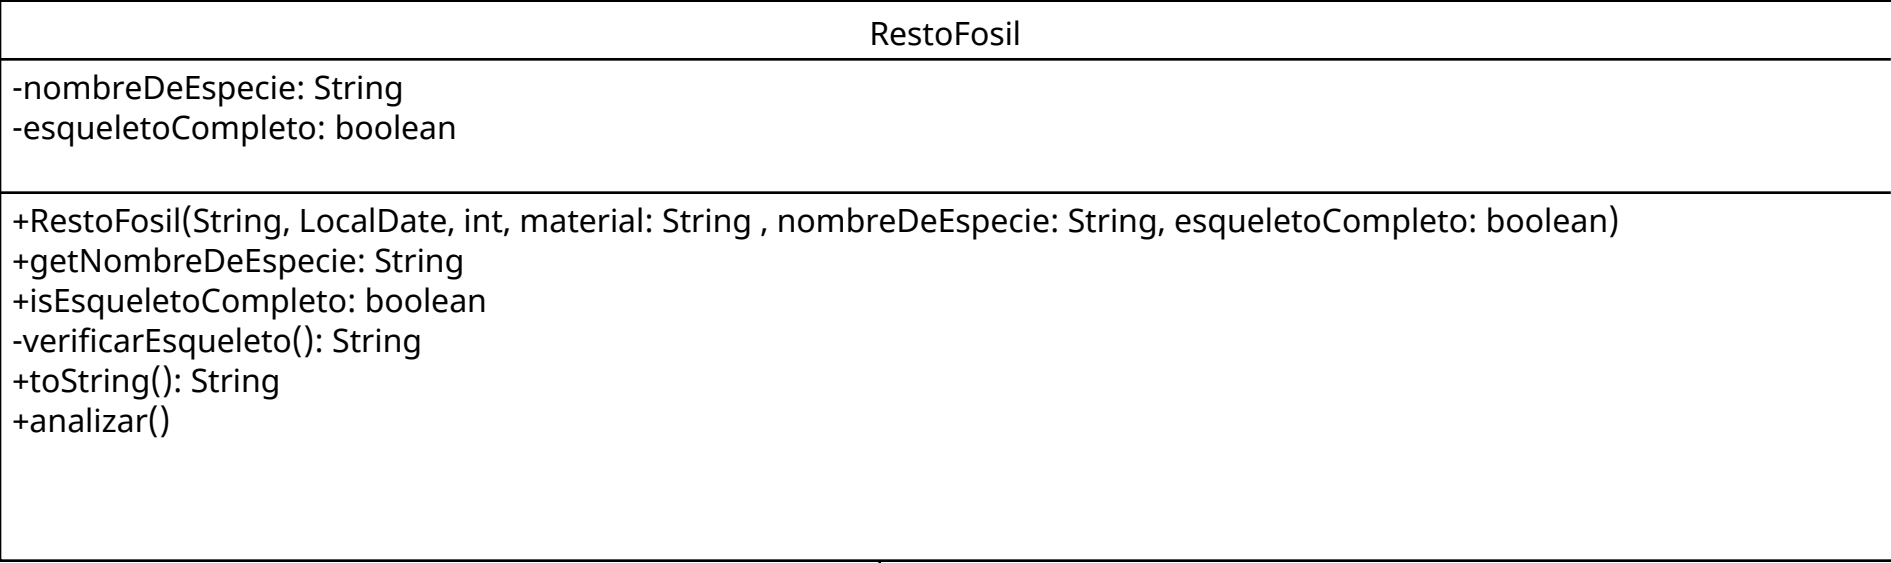 RestoFosil
-nombreDeEspecie: String
-esqueletoCompleto: boolean
+RestoFosil(String, LocalDate, int, material: String , nombreDeEspecie: String, esqueletoCompleto: boolean)
+getNombreDeEspecie: String
+isEsqueletoCompleto: boolean
-verificarEsqueleto(): String
+toString(): String
+analizar()